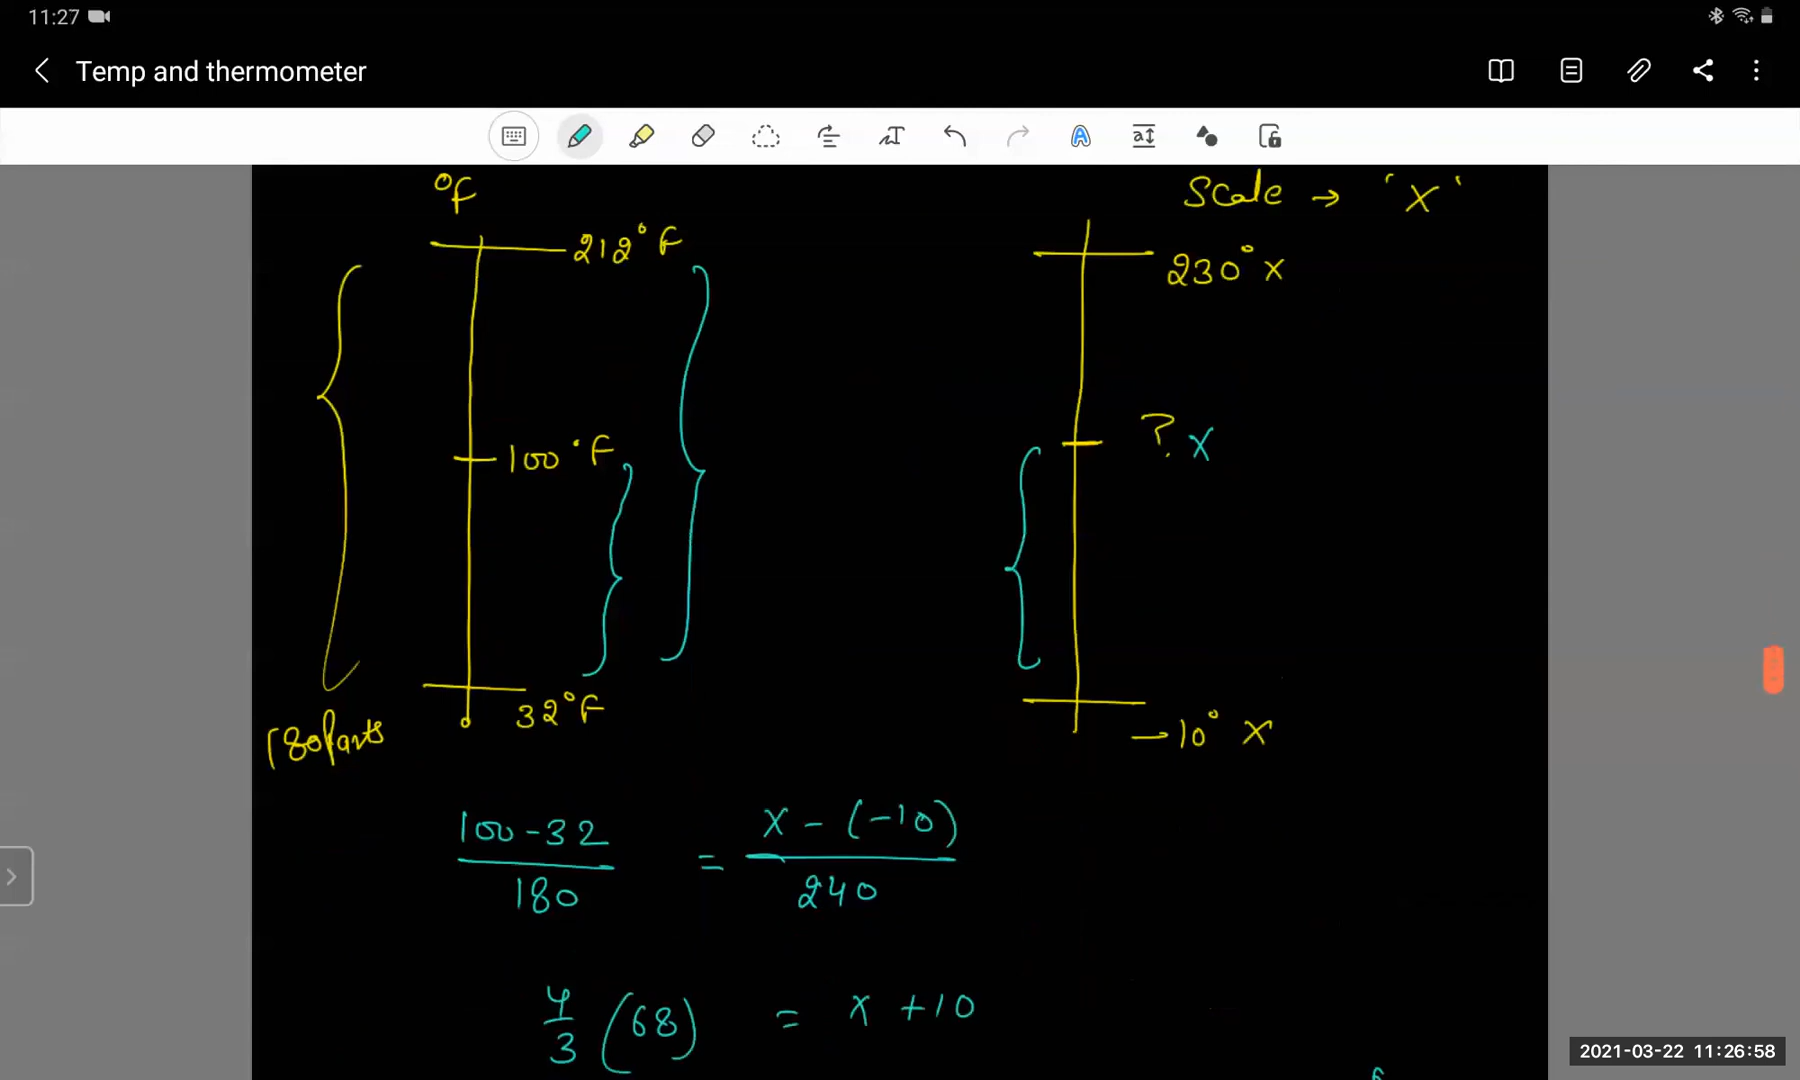 11:27
Temp and thermometer
°F
Scale → 'X'
212°F
230°X
100°F
? X
32°F
-10° X
180 Parts
100-32 / 180 = X - (-10) / 240
4/3 (68) = X + 10
2021-03-22 11:26:58